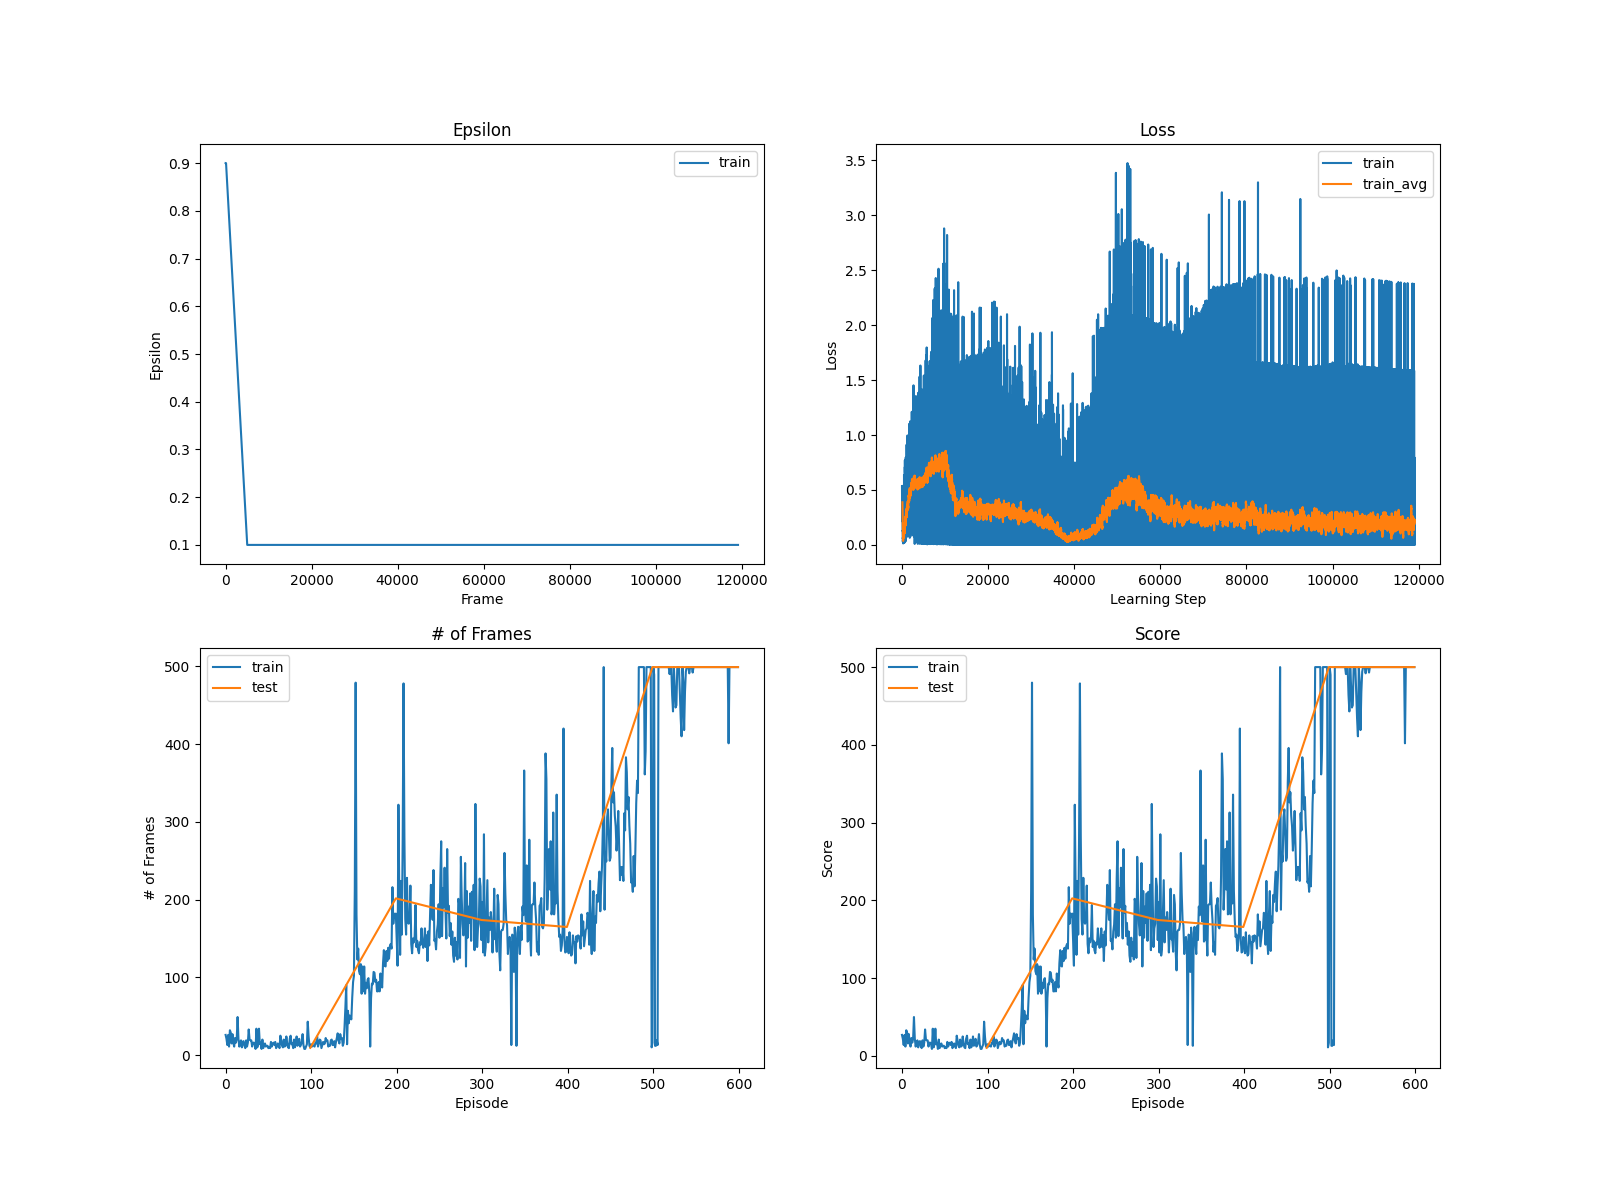 Epsilon
train
0.9
0.8
0.7
0.6
0.5
0.4
0.3
0.2
0.1
Epsilon
0 20000 40000 60000 80000 100000 120000
Frame
Loss
train
train_avg
3.5
3.0
2.5
2.0
1.5
1.0
0.5
0.0
Loss
0 20000 40000 60000 80000 100000 120000
Learning Step
# of Frames
train
test
500
400
300
200
100
0
# of Frames
0 100 200 300 400 500 600
Episode
Score
train
test
500
400
300
200
100
0
Score
0 100 200 300 400 500 600
Episode